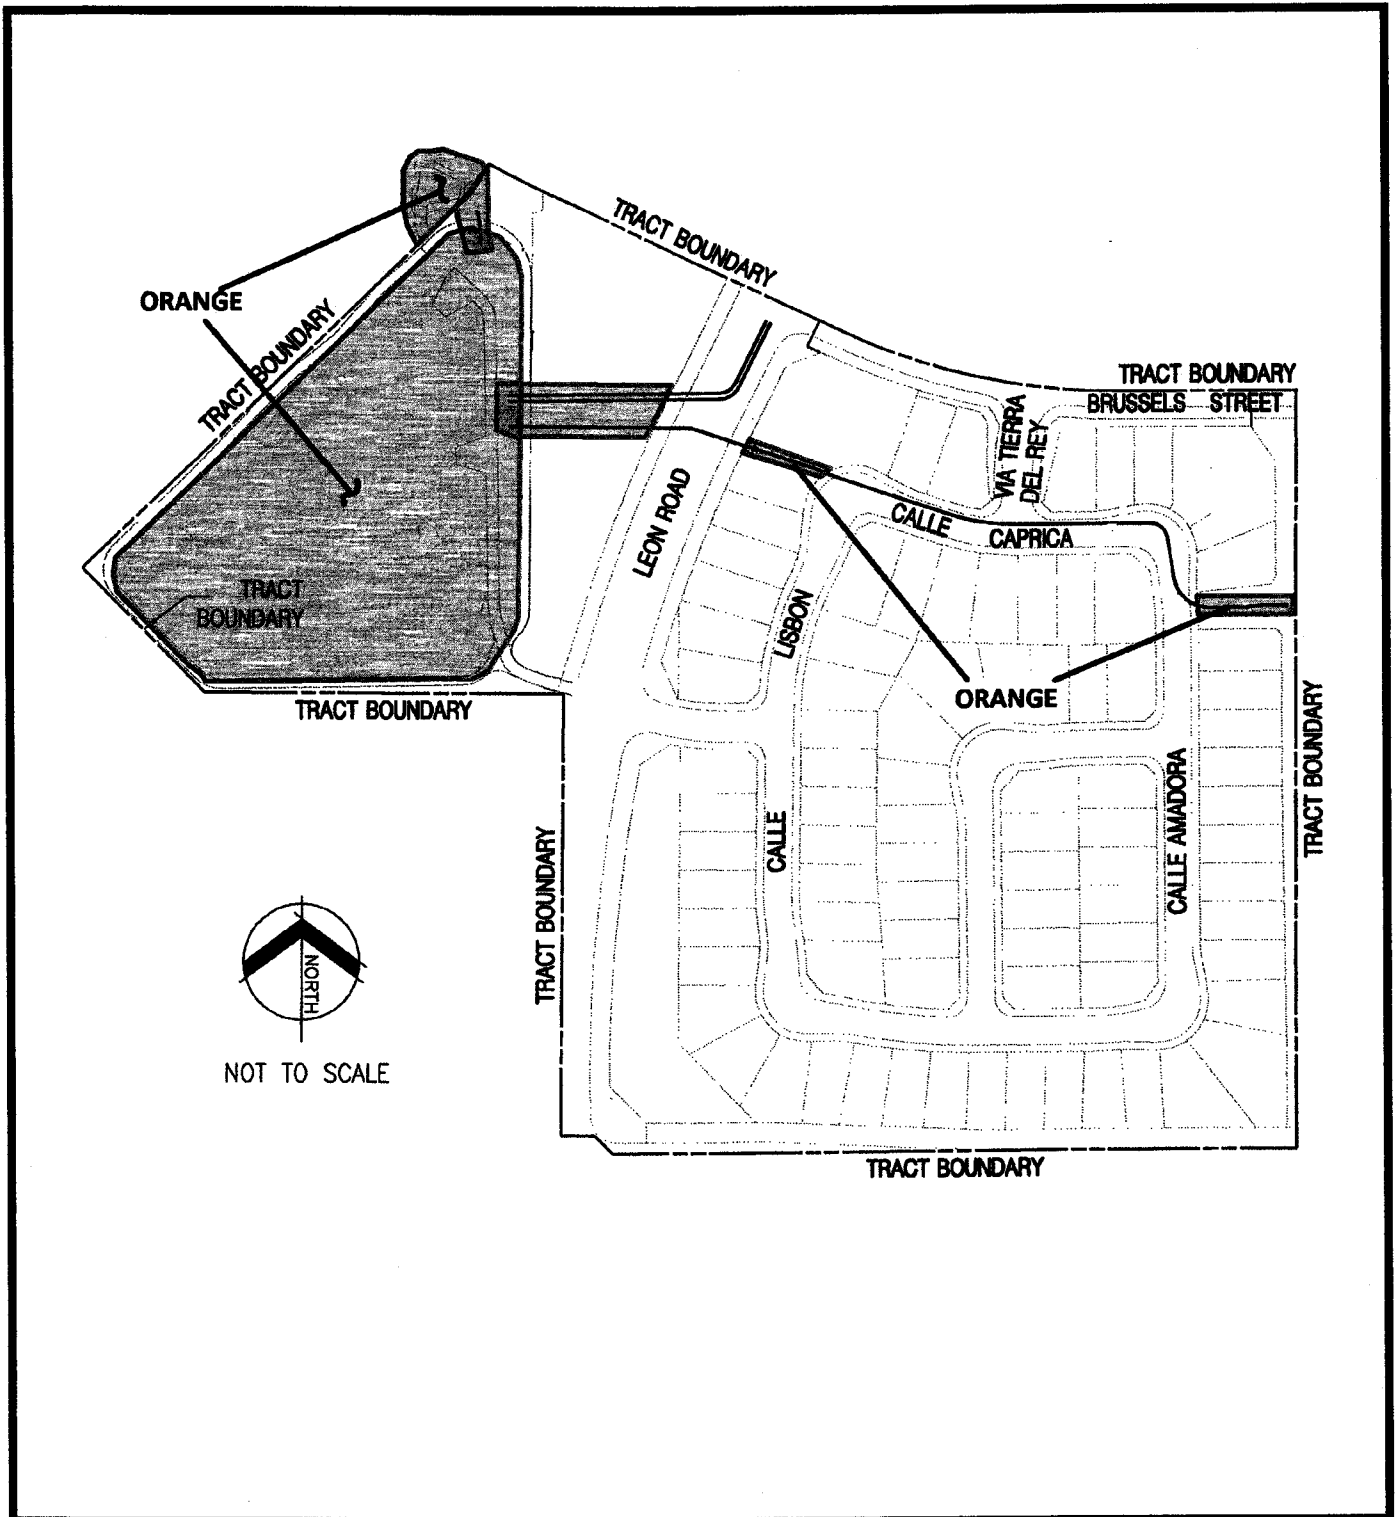 TRACT BOUNDARY
ORANGE
TRACT BOUNDARY
TRACT BOUNDARY
BRUSSELS STREET
VIA TIERRA
DEL REY
LEON ROAD
CALLE
CAPRICA
TRACT
BOUNDARY
LISBON
ORANGE
TRACT BOUNDARY
TRACT BOUNDARY
CALLE
CALLE AMADORA
TRACT BOUNDARY
NORTH
NOT TO SCALE
TRACT BOUNDARY